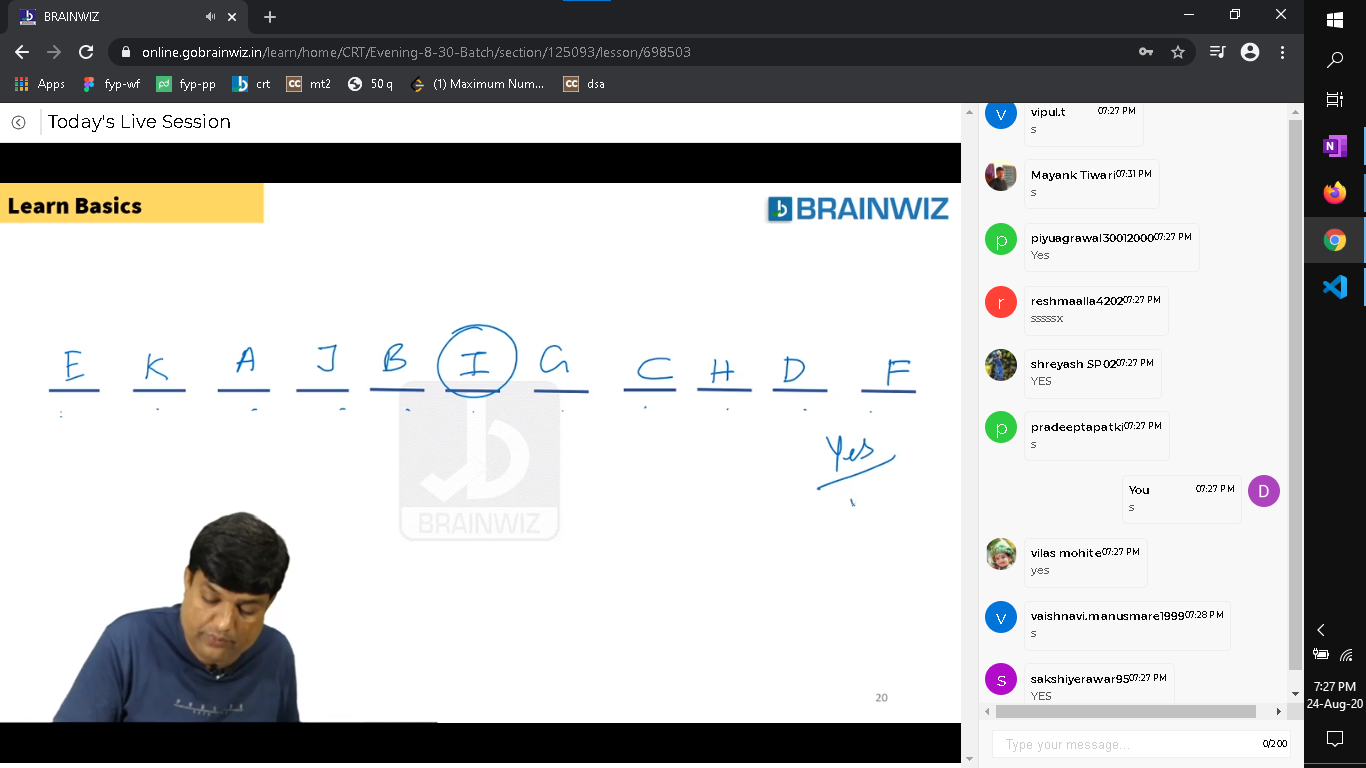 BRAINWIZ
online.gobrainwiz.in/learn/home/CRT/Evening-8-30-Batch/section/125093/lesson/698503
Apps fyp-wf fyp-pp crt mt2 50 q (1) Maximum Num... dsa
Today's Live Session
Learn Basics
BRAINWIZ
E K A J B I G C H D F
Yes
BRAINWIZ
20
vipul.t 07:27 PM
s
Mayank Tiwari 07:31 PM
s
piyuagrawal30012000 07:27 PM
Yes
reshmaalla4202 07:27 PM
sssssx
shreyash SP02 07:27 PM
YES
pradeeptapatki 07:27 PM
s
You 07:27 PM
s
D
vilas mohite 07:27 PM
yes
vaishnavi.manusmare1999 07:28 PM
s
sakshiyerawar95 07:27 PM
YES
Type your message... 0/200
7:27 PM
24-Aug-20